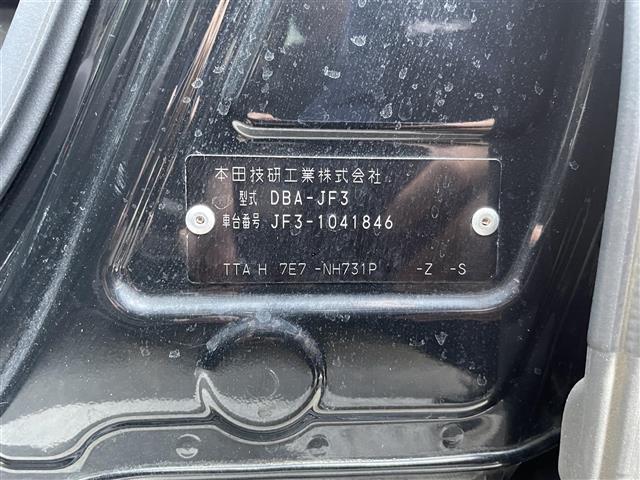 本田技研工業株式会社
型式 DBA-JF3
車台番号 JF3-1041846
TTA H 7E7 -NH731P -Z -S